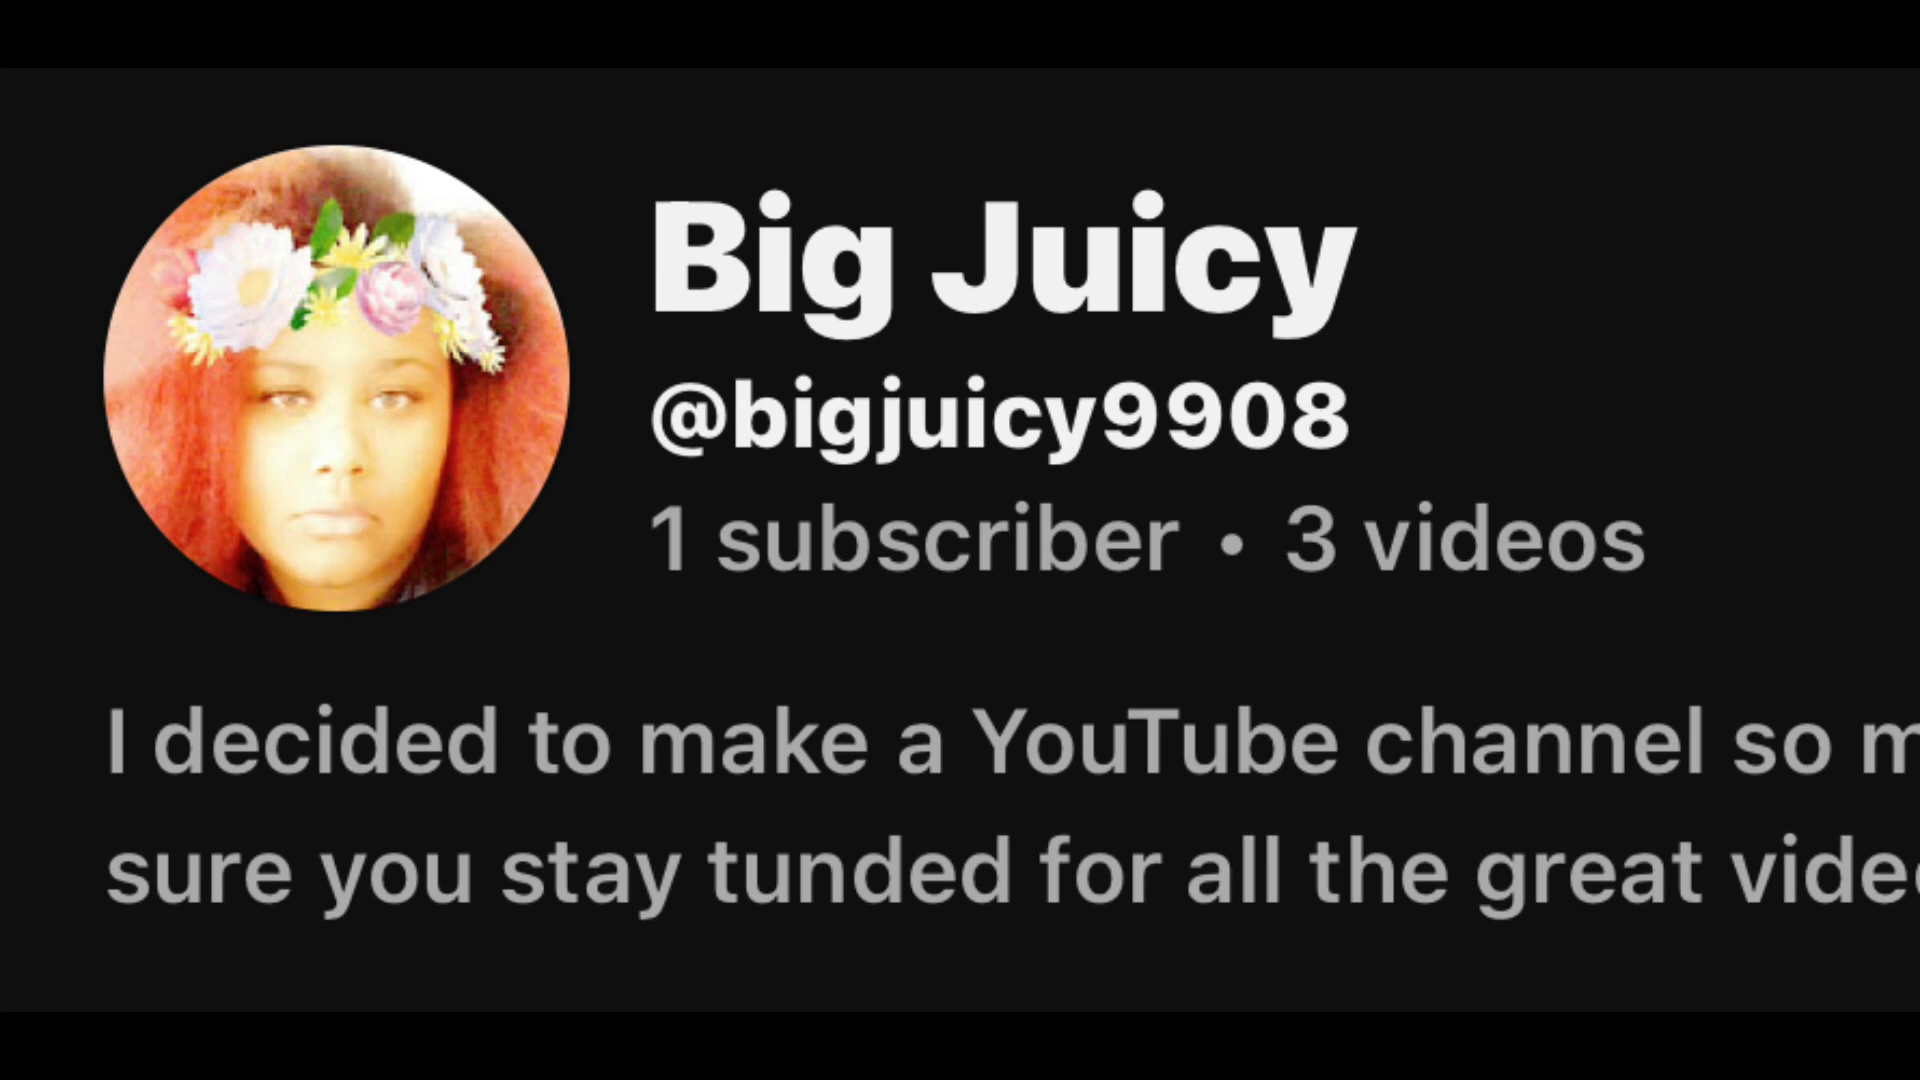 Big Juicy
@bigjuicy9908
1 subscriber • 3 videos
I decided to make a YouTube channel so
sure you stay tunded for all the great